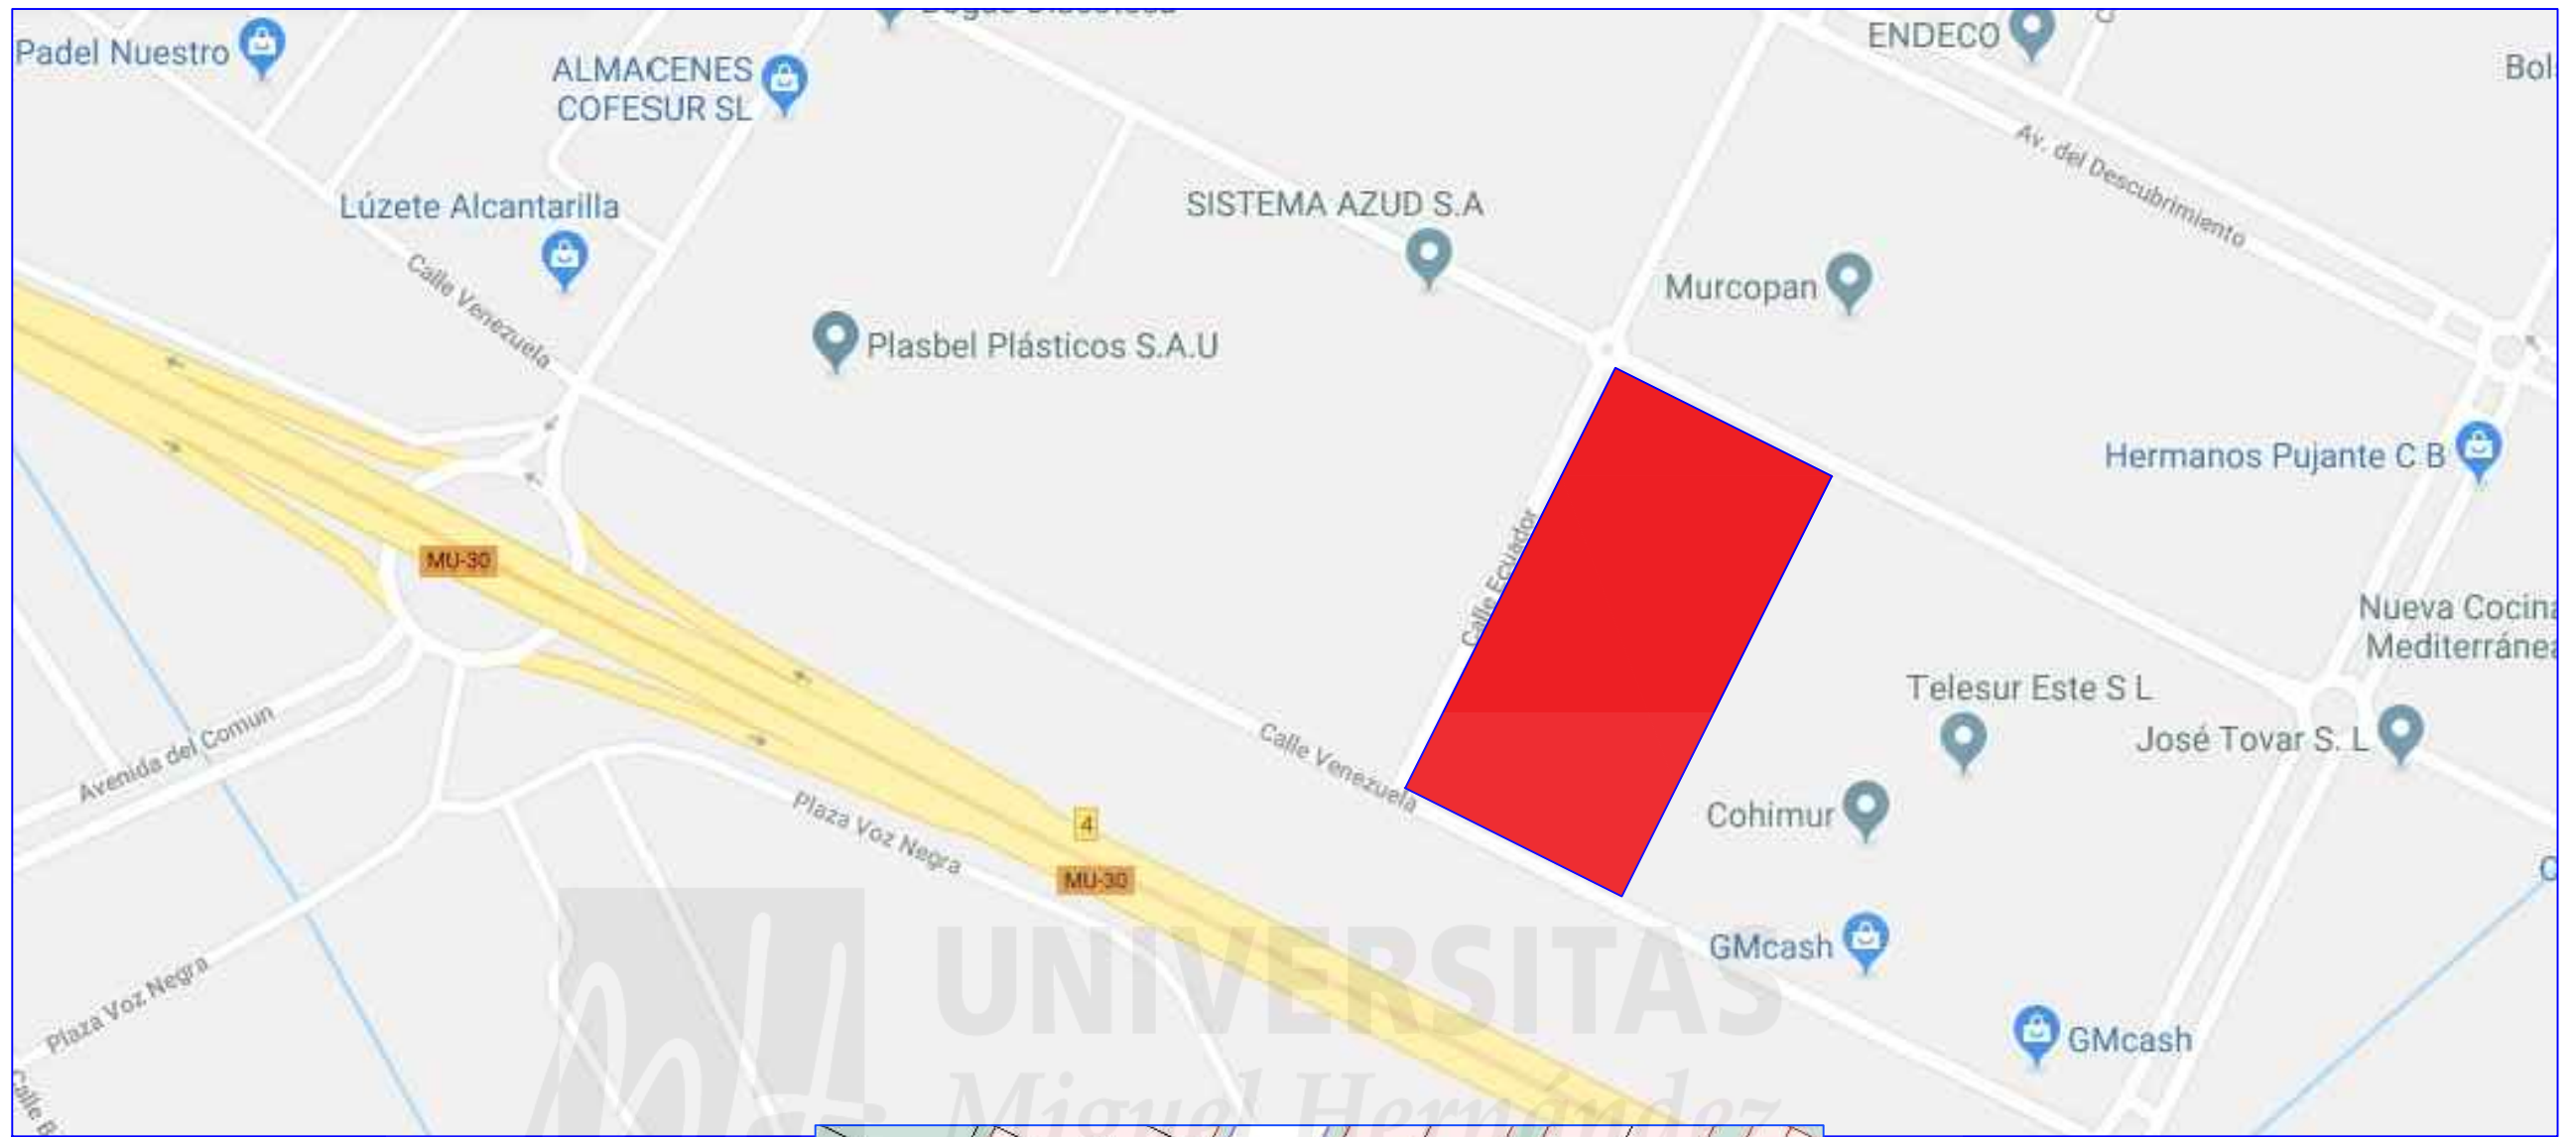 ENDECO
Padel Nuestro
ALMACENES
COFESUR SL
Av. del Descubrimiento
Lúzete Alcantarilla
SISTEMA AZUD S.A
Calle Venezuela
Murcopan
Plasbel Plásticos S.A.U
Hermanos Pujante C B
MU-30
Calle Ecuador
Nueva Cocina
Mediterránea
Telesur Este S L
Avenida del Comun
Calle Venezuela
José Tovar S. L
Plaza Voz Negra
4
Cohimur
MU-30
GMcash
UNIVERSITAS
Plaza Voz Negra
GMcash
Miguel Hernández